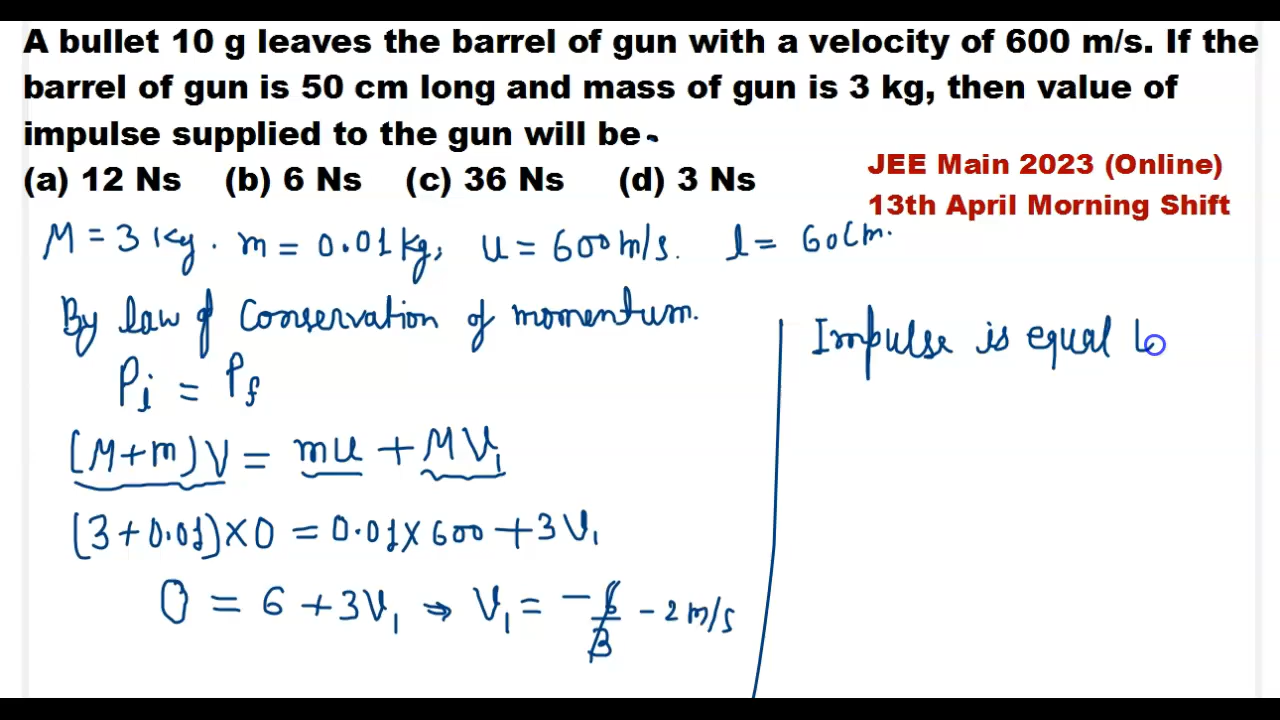 A bullet 10 g leaves the barrel of gun with a velocity of 600 m/s. If the
barrel of gun is 50 cm long and mass of gun is 3 kg, then value of
impulse supplied to the gun will be-
(a) 12 Ns (b) 6 Ns (c) 36 Ns (d) 3 Ns
JEE Main 2023 (Online)
13th April Morning Shift
M = 3 Kg. m = 0.01 kg, u = 600 m/s. l = 60 Cm.
By law of Conservation of momentum.
Pi = Pf
(M+m)V = mu + MV₁
(3+0.01)×0 = 0.01×600 + 3V₁
0 = 6 + 3V₁ ⇒ V₁ = -6/3 - 2 m/s
Impulse is equal to